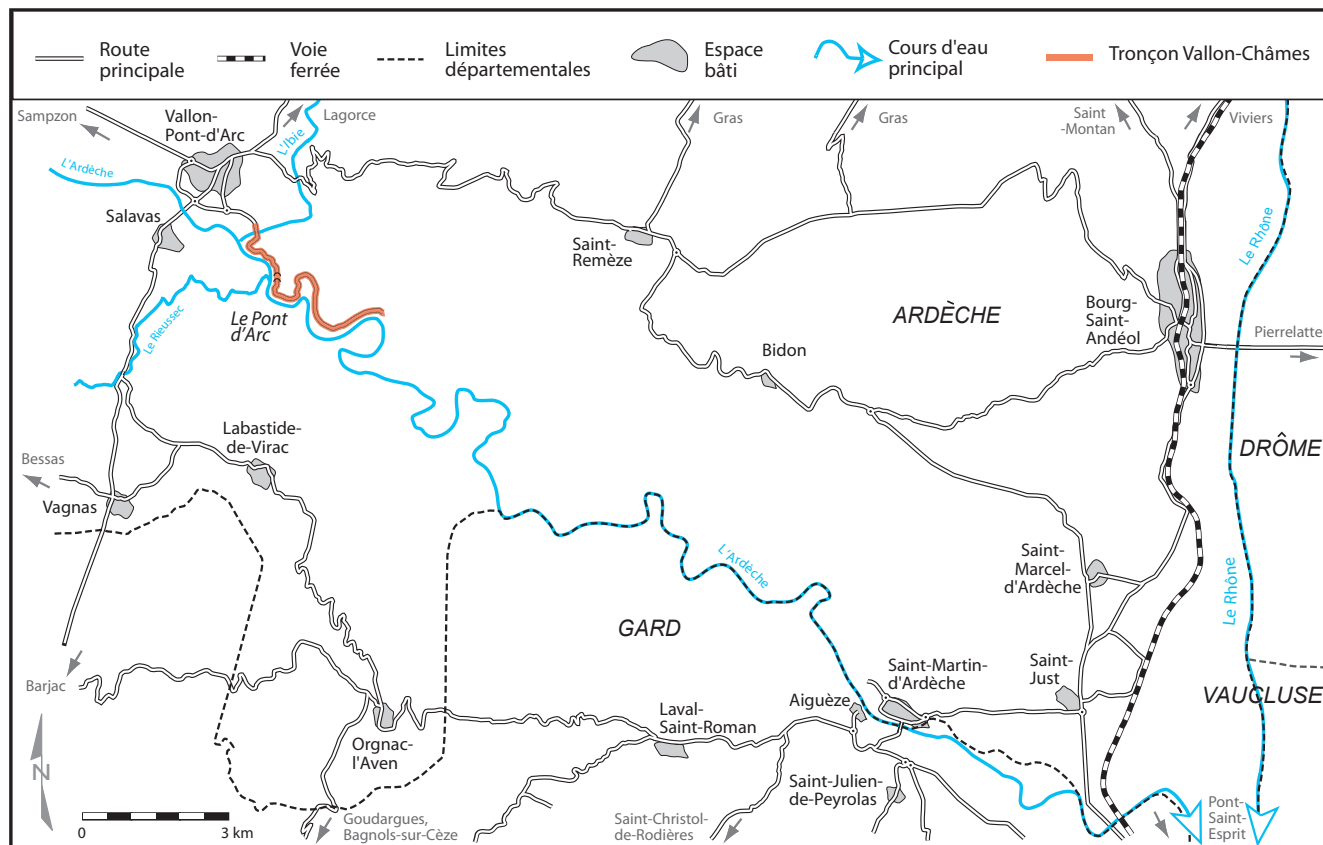 Route
principale
Voie
ferrée
Limites
départementales
Espace
bâti
Cours d'eau
principal
Tronçon Vallon-Châmes
Sampzon
Vallon-
Pont-d'Arc
Lagorce
L'Ibie
Gras
Gras
Saint
-Montan
Viviers
L'Ardèche
Salavas
Saint-
Remèze
Le Rhône
Le Rieussec
Le Pont
d'Arc
ARDÈCHE
Bourg-
Saint-
Andéol
Pierrelatte
Bidon
Labastide-
de-Virac
Bessas
Vagnas
DRÔME
L'Ardèche
Saint-
Marcel-
d'Ardèche
Le Rhône
GARD
Saint-Martin-
d'Ardèche
Saint-
Just
VAUCLUSE
Barjac
Aiguèze
Laval-
Saint-Roman
Orgnac-
l'Aven
Saint-Julien-
de-Peyrolas
N
0 3 km
Goudargues,
Bagnols-sur-Cèze
Saint-Christol-
de-Rodières
Pont-
Saint-
Esprit